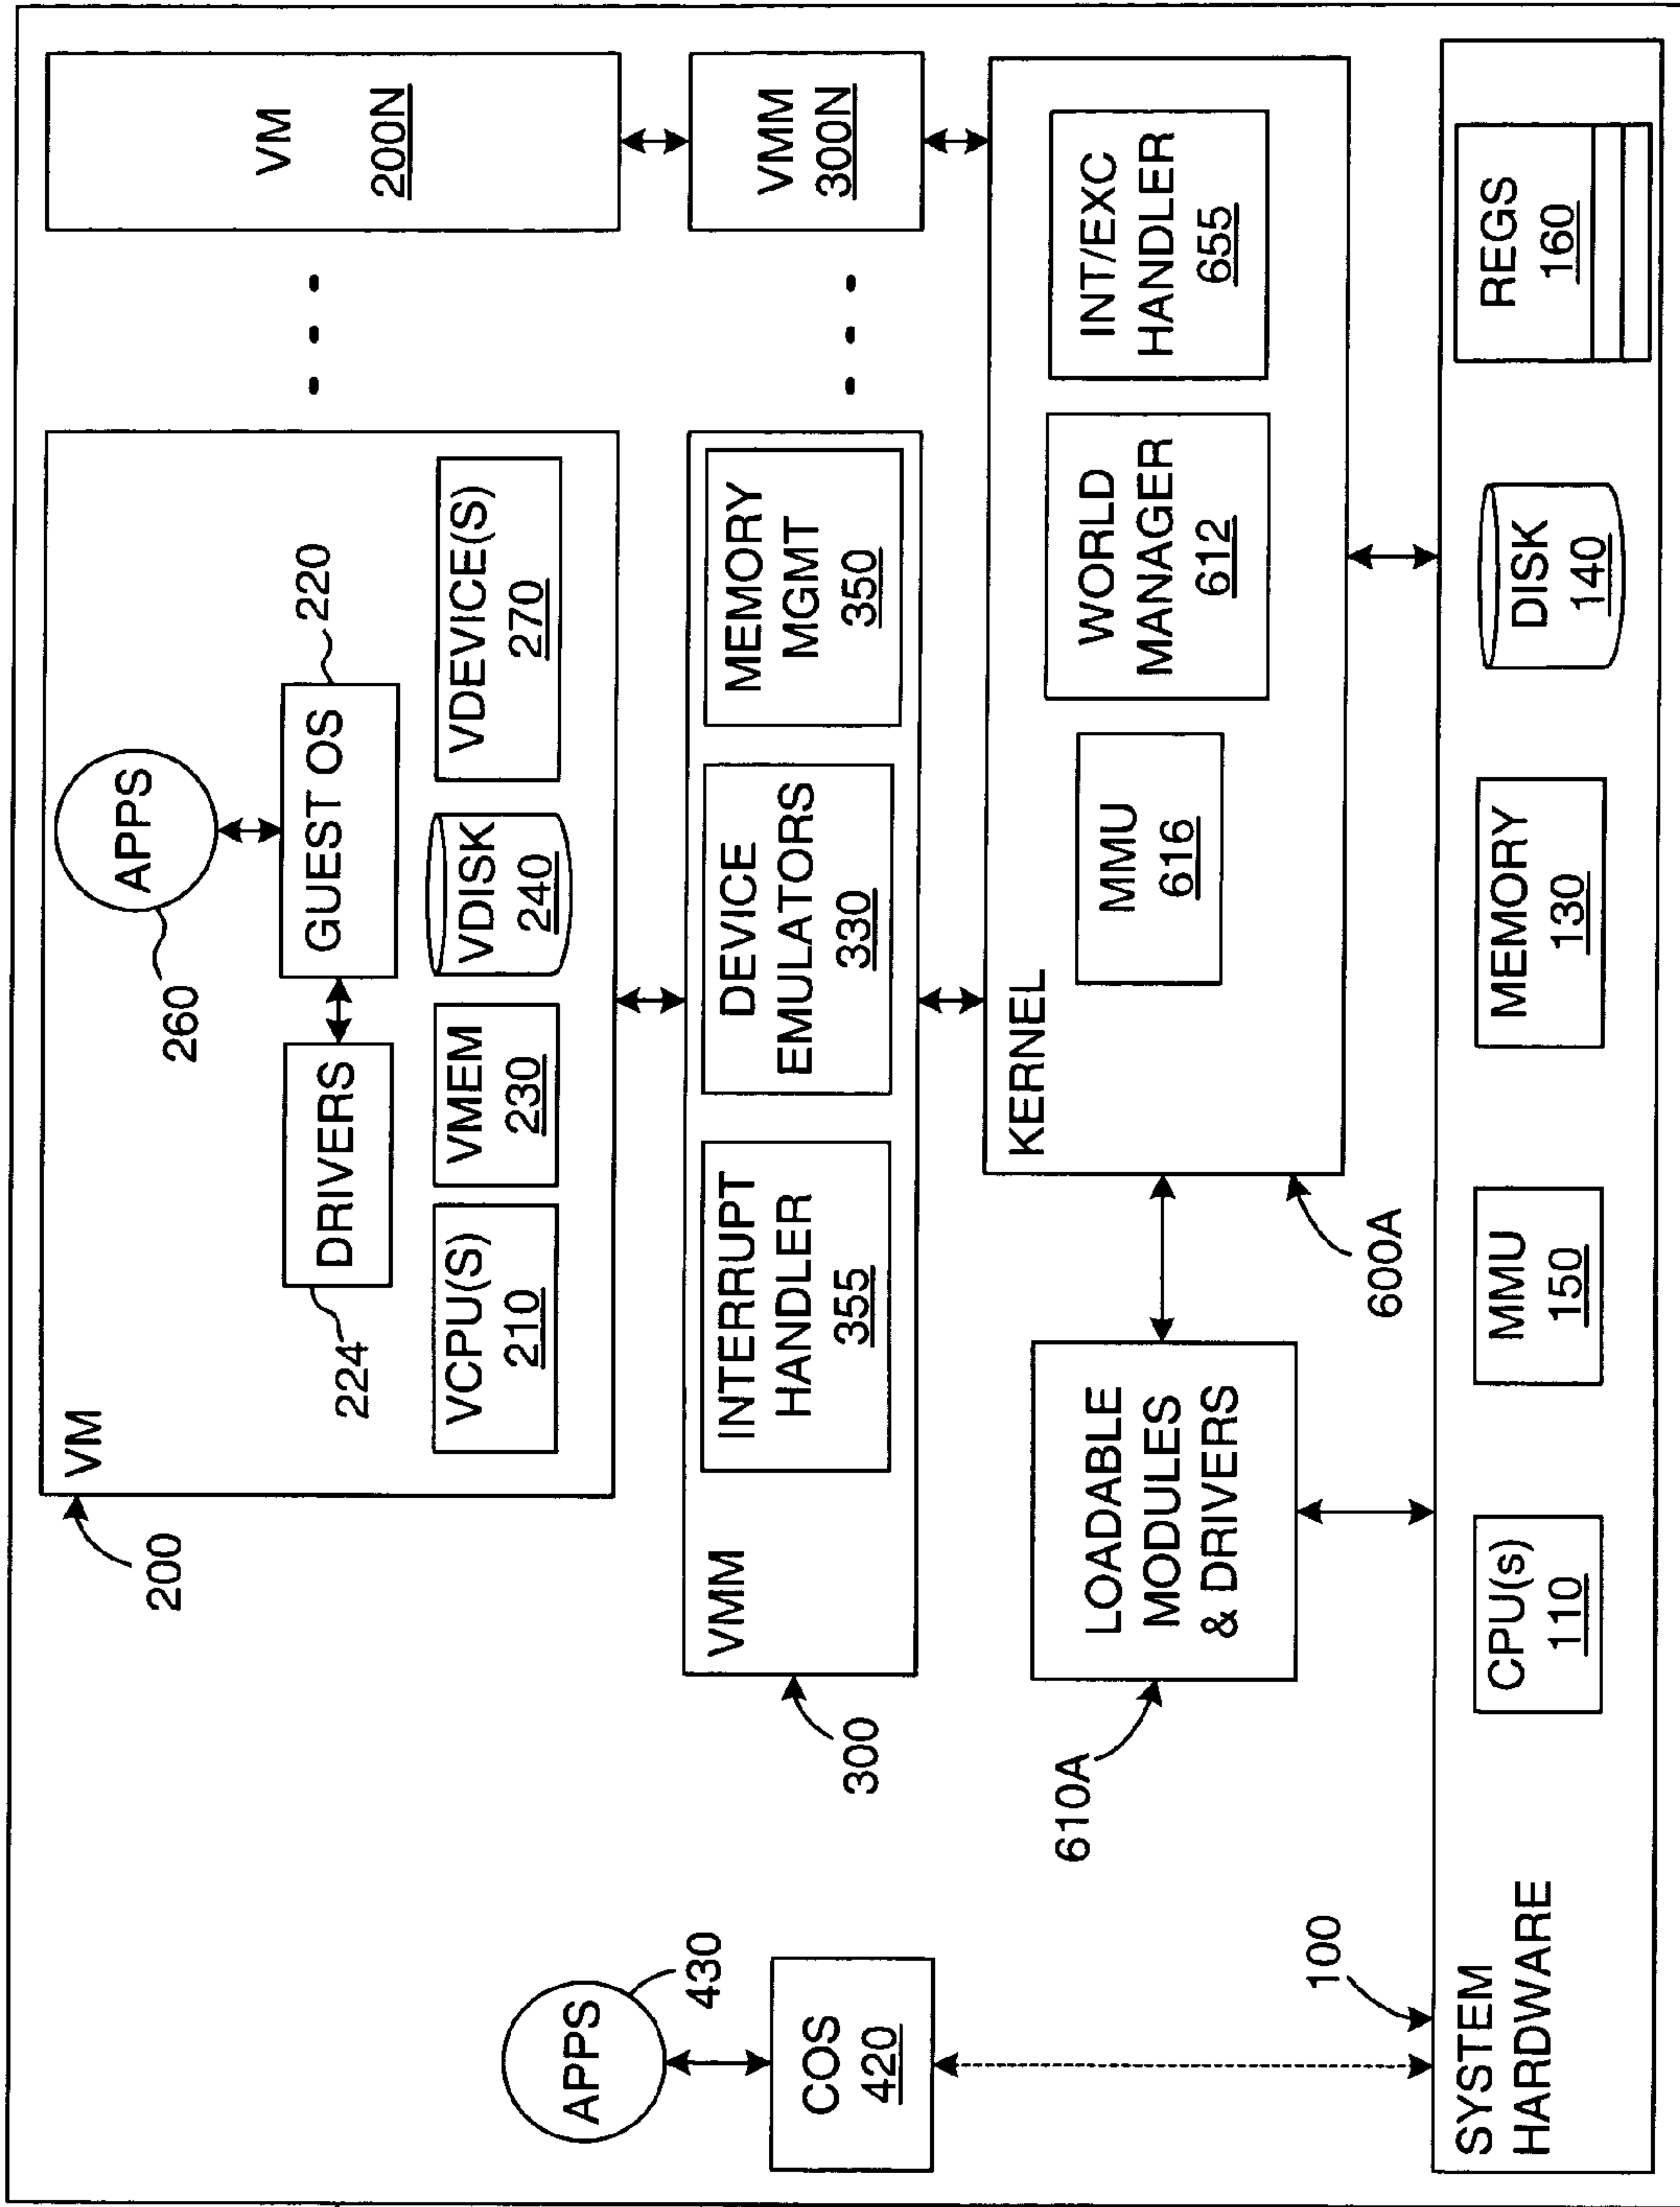 VM
200
APPS
260
DRIVERS
224
GUEST OS
220
VCPU(S)
210
VMEM
230
VDISK
240
VDEVICE(S)
270
VM
200N
VMM
300
INTERRUPT
HANDLER
355
DEVICE
EMULATORS
330
MEMORY
MGMT
350
VMM
300N
APPS
430
COS
420
LOADABLE
MODULES
& DRIVERS
610A
KERNEL
600A
MMU
616
WORLD
MANAGER
612
INT/EXC
HANDLER
655
SYSTEM
HARDWARE
100
CPU(s)
110
MMU
150
MEMORY
130
DISK
140
REGS
160